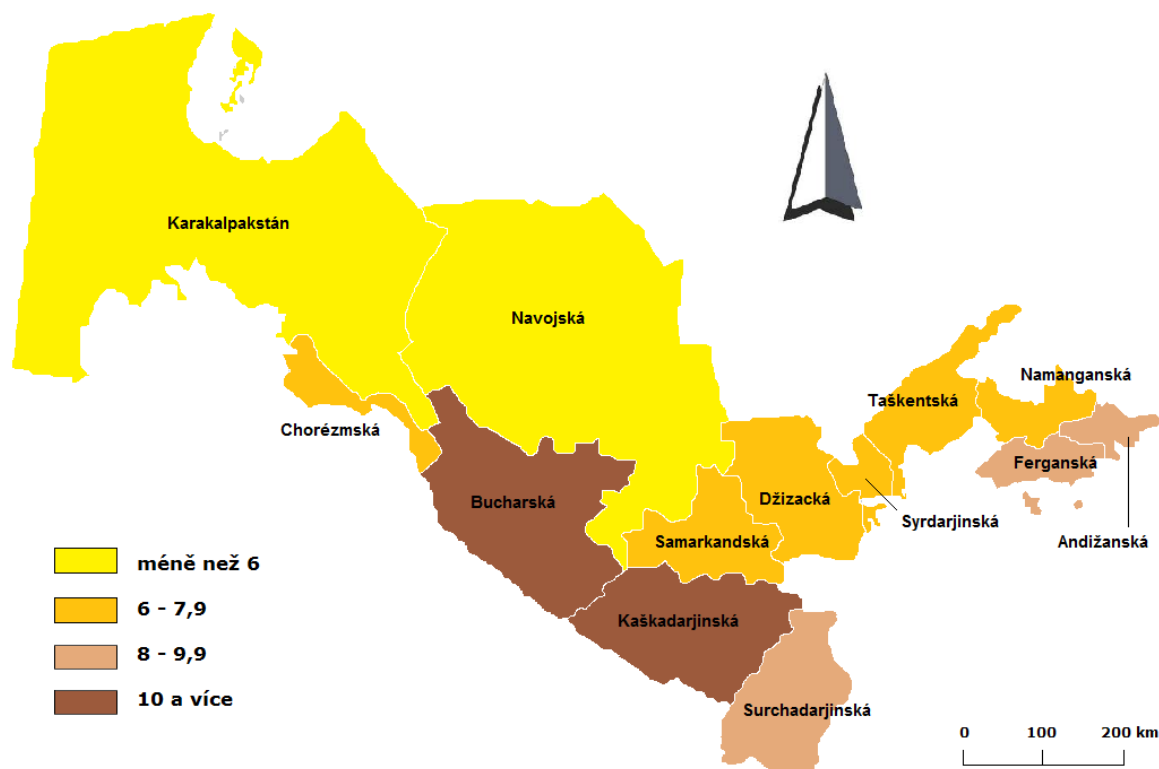 Karakalpakstán
Navojská
Namanganská
Taškentská
Chorézmská
Ferganská
Bucharská
Džizacká
Syrdarjinská
Samarkandská
Andižanská
Kaškadarjinská
Surchadarjinská
méně než 6
6 - 7,9
8 - 9,9
10 a více
0 100 200 km